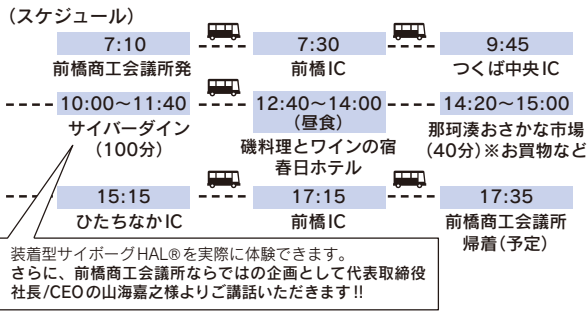 （スケジュール）
7:10
前橋商工会議所発
7:30
前橋IC
9:45
つくば中央IC
10:00～11:40
サイバーダイン
（100分）
12:40～14:00
（昼食）
磯料理とワインの宿
春日ホテル
14:20～15:00
那珂湊おさかな市場
（40分）※お買物など
15:15
ひたちなかIC
17:15
前橋IC
17:35
前橋商工会議所
帰着（予定）
装着型サイボーグHAL®を実際に体験できます。
さらに、前橋商工会議所ならではの企画として代表取締役
社長/CEOの山海嘉之様よりご講話いただきます!!